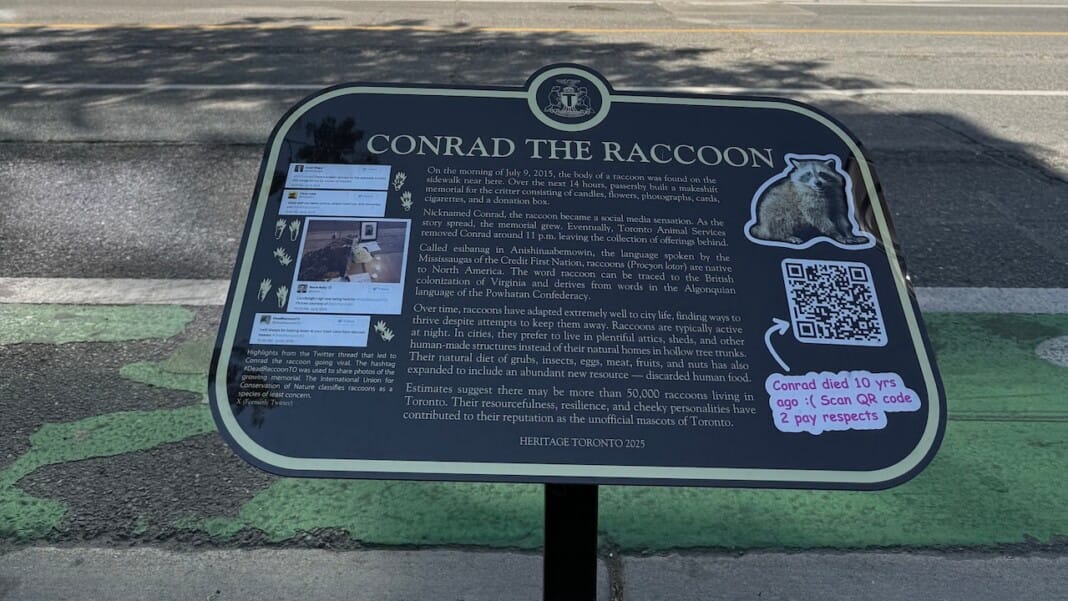 CONRAD THE RACCOON
On the morning of July 9, 2015, the body of a raccoon was found on the
sidewalk near here. Over the next 14 hours, passersby built a makeshift
memorial for the critter consisting of candles, flowers, photographs, cards,
cigarettes, and a donation box.
Nicknamed Conrad, the raccoon became a social media sensation. As the
story spread, the memorial grew. Eventually, Toronto Animal Services
removed Conrad around 11 p.m. leaving the collection of offerings behind.
Called esibanag in Anishinaabemowin, the language spoken by the
Mississaugas of the Credit First Nation, raccoons (Procyon lotor) are native
to North America. The word raccoon can be traced to the British
colonization of Virginia and derives from words in the Algonquian
language of the Powhatan Confederacy.
Over time, raccoons have adapted extremely well to city life, finding ways to
thrive despite attempts to keep them away. Raccoons are typically active
at night. In cities, they prefer to live in plentiful attics, sheds, and other
human-made structures instead of their natural homes in hollow tree trunks.
Their natural diet of grubs, insects, eggs, meat, fruits, and nuts has also
expanded to include an abundant new resource — discarded human food.
Estimates suggest there may be more than 50,000 raccoons living in
Toronto. Their resourcefulness, resilience, and cheeky personalities have
contributed to their reputation as the unofficial mascots of Toronto.
HERITAGE TORONTO 2025
Highlights from the Twitter thread that led to
Conrad the raccoon going viral. The hashtag
#DeadRaccoonTO was used to share photos of the
growing memorial. The International Union for
Conservation of Nature classifies raccoons as a
species of least concern.
X (Formerly Twitter)
Conrad died 10 yrs
ago :( Scan QR code
2 pay respects